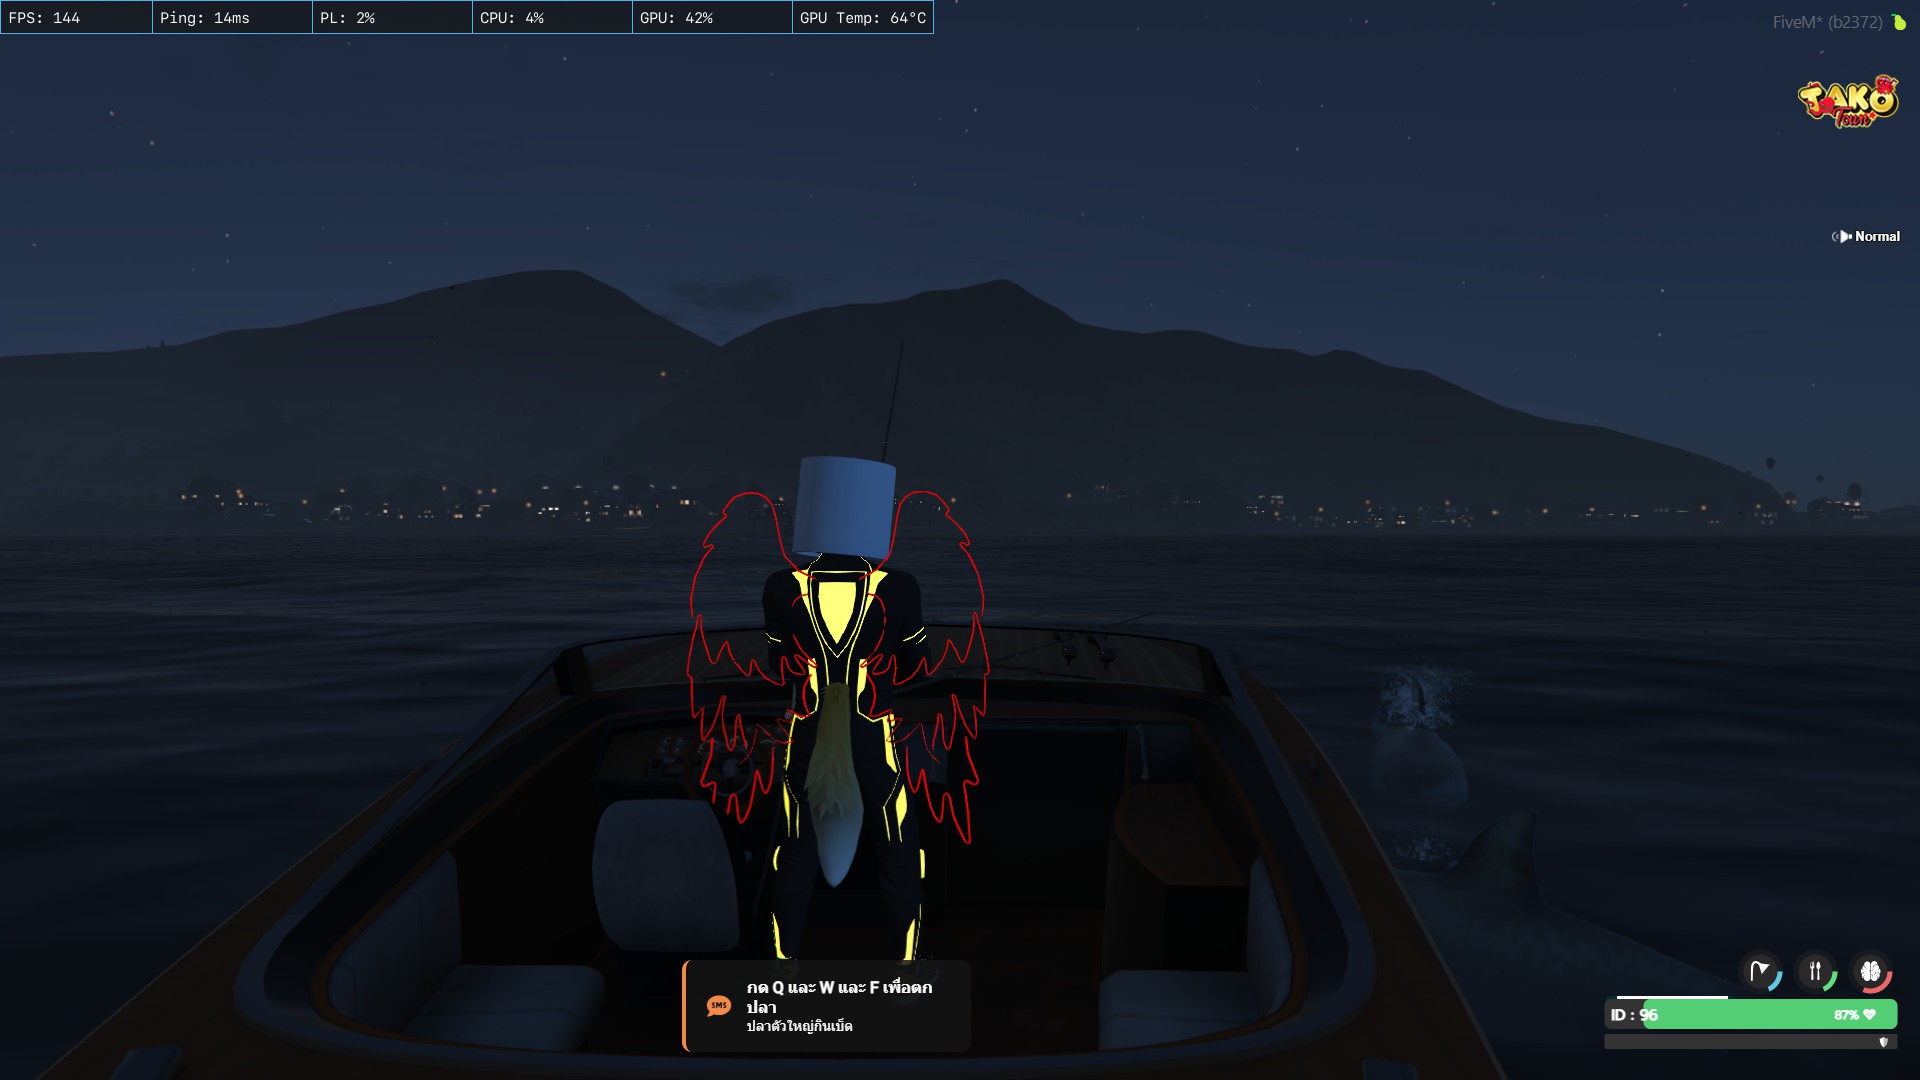 FPS: 144 Ping: 14ms PL: 2% CPU: 4% GPU: 42% GPU Temp: 64°C
FiveM* (b2372)
TAKO
Town
Normal
SMS
กด Q และ W และ F เพื่อตก
ปลา
ปลาตัวใหญ่กินเบ็ด
ID : 96 87%